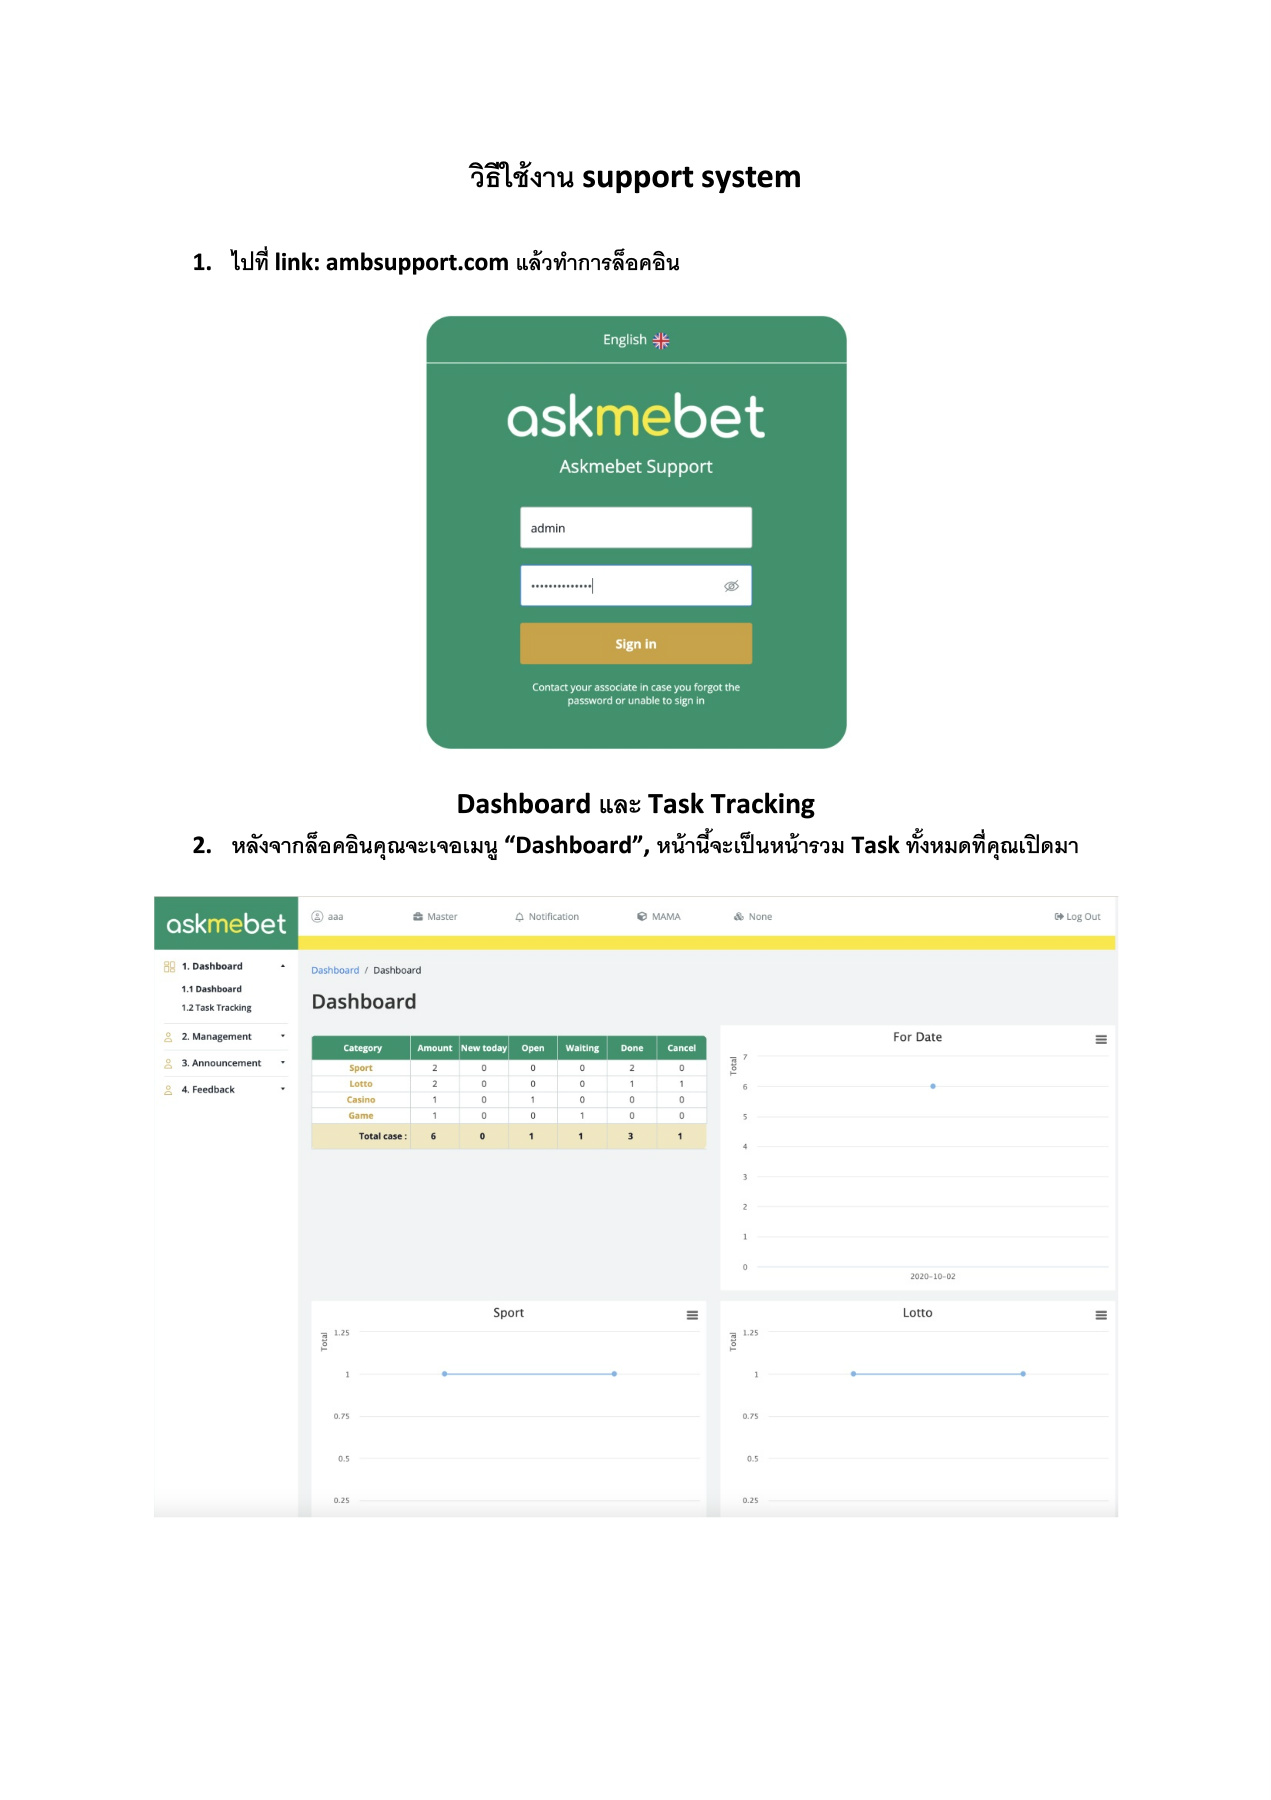 วิธีใช้งาน support system
1. ไปที่ link: ambsupport.com แล้วทำการล็อคอิน
English
askmebet
Askmebet Support
admin
••••••••••••••
Sign in
Contact your associate in case you forgot the
password or unable to sign in
Dashboard และ Task Tracking
2. หลังจากล็อคอินคุณจะเจอเมนู “Dashboard”, หน้านี้จะเป็นหน้ารวม Task ทั้งหมดที่คุณเปิดมา
askmebet
aaa Master Notification MAMA None Log Out
1. Dashboard
1.1 Dashboard
1.2 Task Tracking
2. Management
3. Announcement
4. Feedback
Dashboard / Dashboard
Dashboard
Category Amount New today Open Waiting Done Cancel
Sport 2 0 0 0 2 0
Lotto 2 0 0 0 1 1
Casino 1 0 1 0 0 0
Game 1 0 0 1 0 0
Total case : 6 0 1 1 3 1
For Date
Total
7
6
5
4
3
2
1
0
2020-10-02
Sport
Total
1.25
1
0.75
0.5
0.25
Lotto
Total
1.25
1
0.75
0.5
0.25